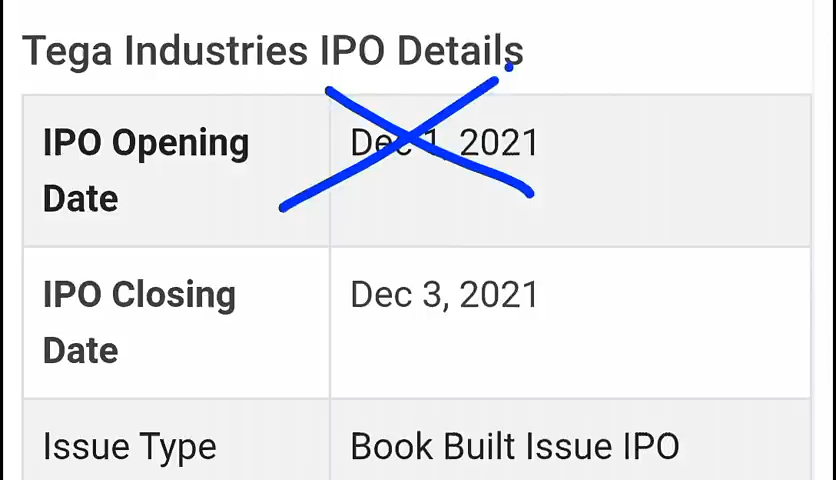 Tega Industries IPO Details
IPO Opening Dec 1, 2021
Date
IPO Closing Dec 3, 2021
Date
Issue Type Book Built Issue IPO